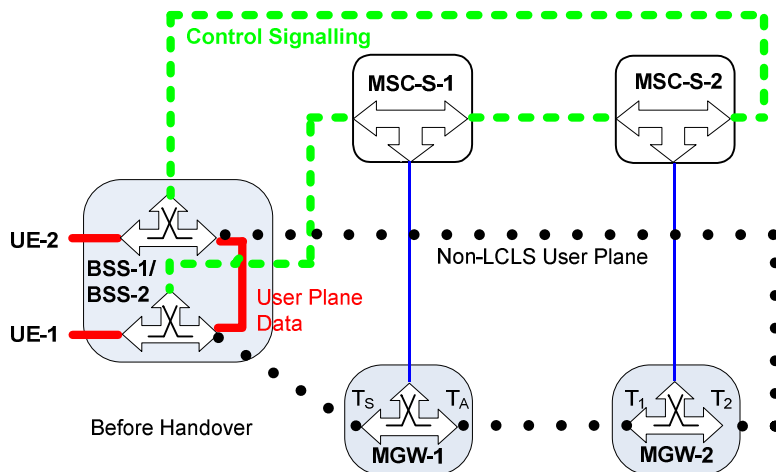 Control Signalling
MSC-S-1
MSC-S-2
UE-2
BSS-1/
BSS-2
Non-LCLS User Plane
User Plane
Data
UE-1
Before Handover
TS
TA
MGW-1
T1
T2
MGW-2